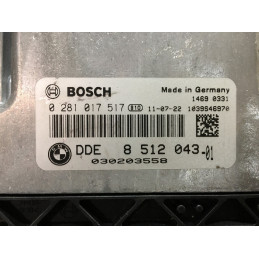 BOSCH
Made in Germany
1469 0331
0 281 017 517 B10 11-07-22 1039S46970
DDE 8 512 043-01
030203558